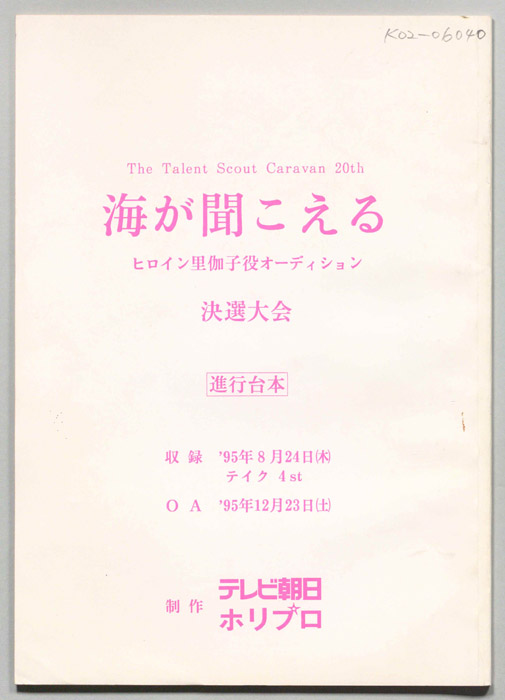 K02-06040
The Talent Scout Caravan 20th
海が聞こえる
ヒロイン里伽子役オーディション
決選大会
進行台本
収録 '95年8月24日㈭
テイク 4st
OA '95年12月23日㈯
制作 テレビ朝日
ホリプロ